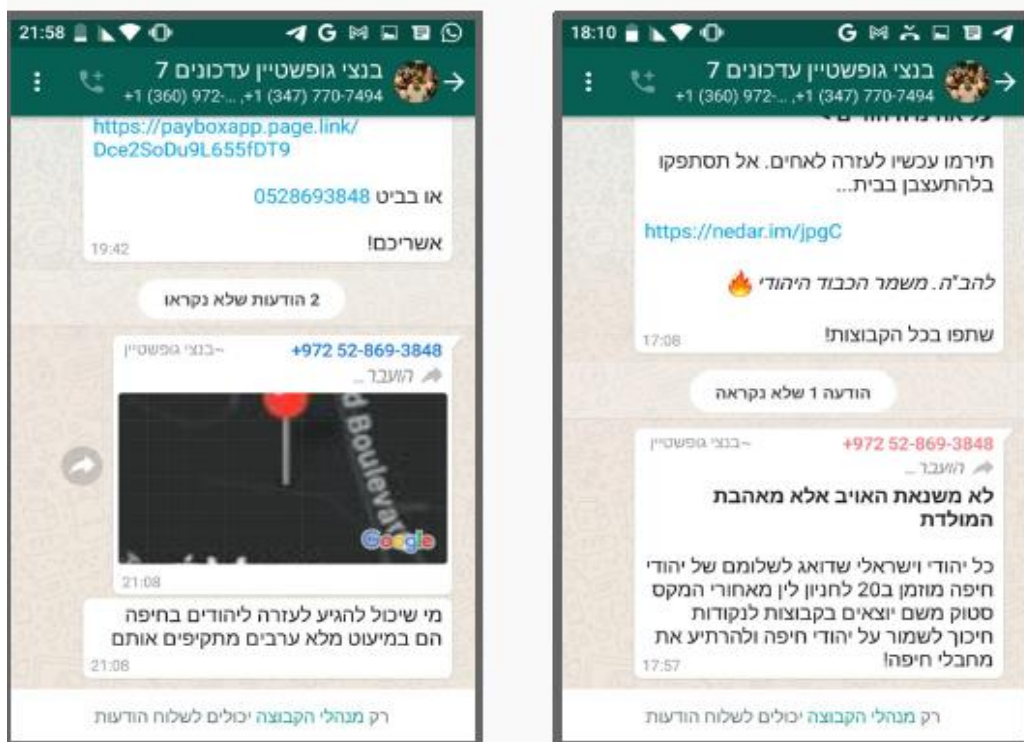 21:58
בנצי גופשטיין עדכונים 7
+1 (360) 972-... ,+1 (347) 770-7494
https://payboxapp.page.link/
Dce2SoDu9L655fDT9
או בביט 0528693848
אשריכם!
19:42
2 הודעות שלא נקראו
+972 52-869-3848 ~בנצי גופשטיין
הועבר ...
d Boulevar
Google
21:08
מי שיכול להגיע לעזרה ליהודים בחיפה
הם במיעוט מלא ערבים מתקיפים אותם
21:08
רק מנהלי הקבוצה יכולים לשלוח הודעות
18:10
בנצי גופשטיין עדכונים 7
+1 (360) 972-... ,+1 (347) 770-7494
תירמו עכשיו לעזרה לאחים. אל תסתפקו
בלהתעצבן בבית...
https://nedar.im/jpgC
להב"ה. משמר הכבוד היהודי 🔥
שתפו בכל הקבוצות!
17:08
הודעה 1 שלא נקראה
+972 52-869-3848 ~בנצי גופשטיין
הועבר ...
לא משנאת האויב אלא מאהבת
המולדת
כל יהודי וישראלי שדואג לשלומם של יהודי
חיפה מוזמן ב20 לחניון לין מאחורי המקס
סטוק משם יוצאים בקבוצות לנקודות
חיכוך לשמור על יהודי חיפה ולהרתיע את
מחבלי חיפה!
17:57
רק מנהלי הקבוצה יכולים לשלוח הודעות